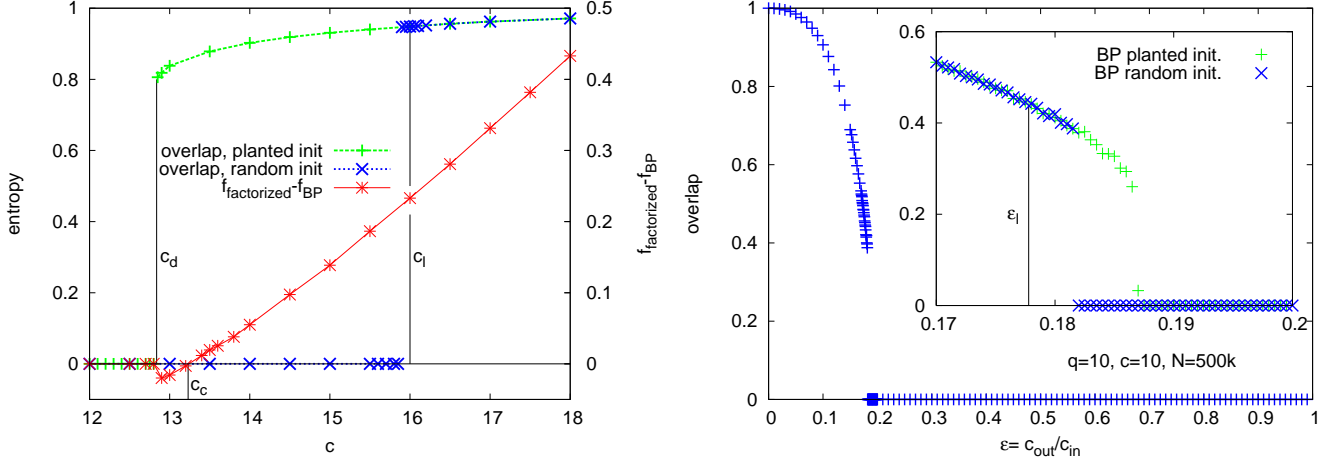 1
0.8
0.6
0.4
0.2
0
12
13
14
15
16
17
18
0.5
0.4
0.3
0.2
0.1
0
entropy
c
f_factorized-f_BP
overlap, planted init
overlap, random init
f_factorized-f_BP
c_d
c_c
c_l
1
0.8
0.6
0.4
0.2
0
0
0.1
0.2
0.3
0.4
0.5
0.6
0.7
0.8
0.9
1
overlap
ε= c_out/c_in
0.6
0.4
0.2
0
0.17
0.18
0.19
0.2
BP planted init.
BP random init.
ε_l
q=10, c=10, N=500k